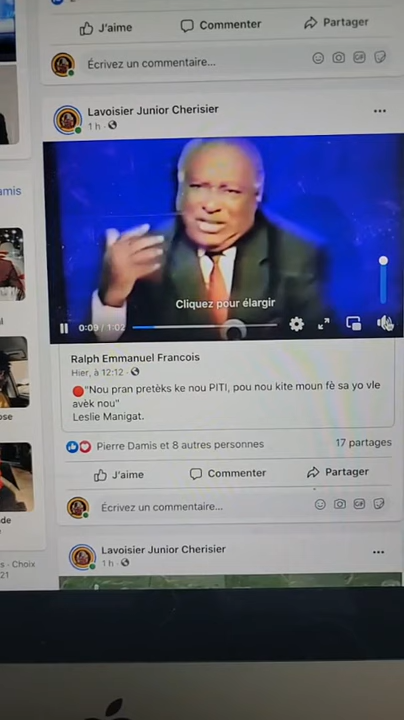 J'aime
Commenter
Partager
Écrivez un commentaire...
Lavoisier Junior Cherisier
1 h
amis
Cliquez pour élargir
0:09 / 1:02
Ralph Emmanuel Francois
Hier, à 12:12
"Nou pran pretèks ke nou PITI, pou nou kite moun fè sa yo vle
avèk nou"
Leslie Manigat.
Pierre Damis et 8 autres personnes
17 partages
J'aime
Commenter
Partager
Écrivez un commentaire...
Lavoisier Junior Cherisier
1 h
ose
de
s - Choix
21